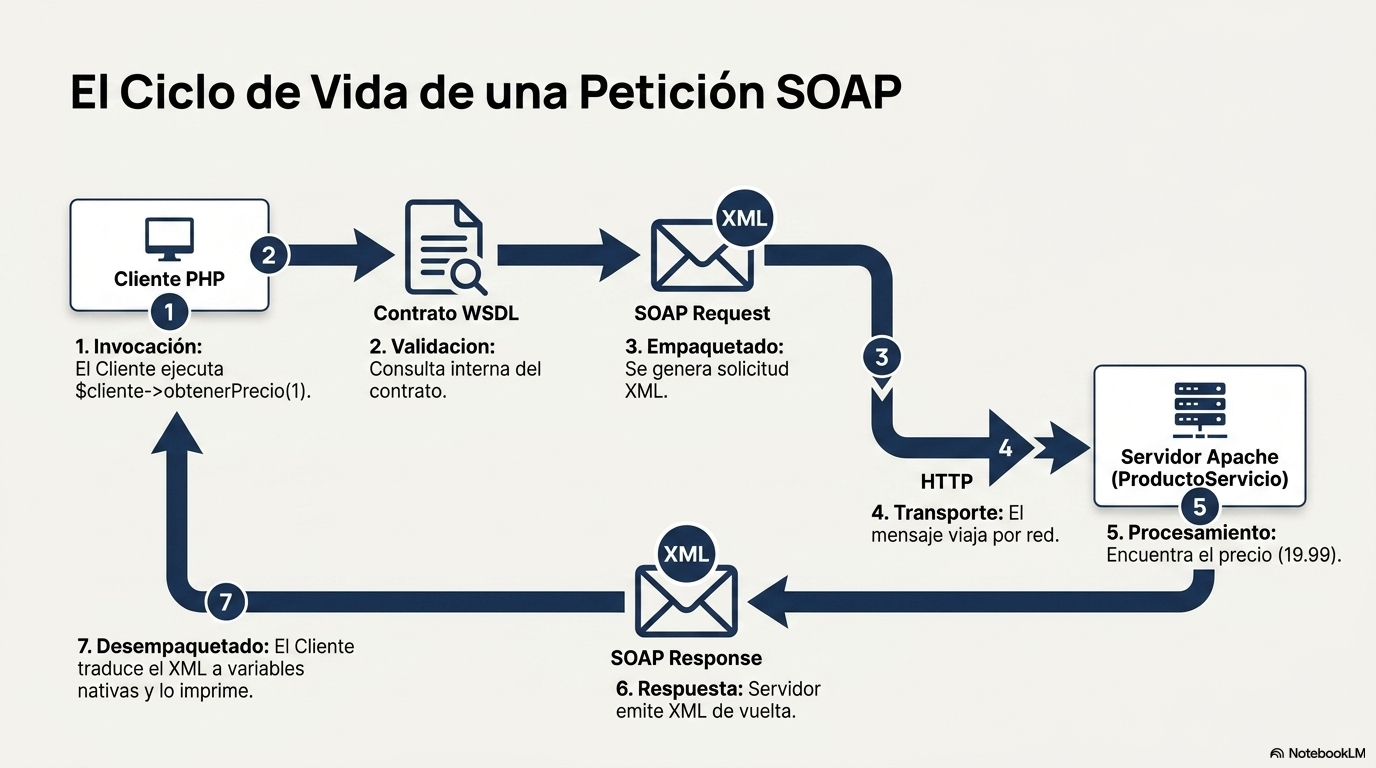 El Ciclo de Vida de una Petición SOAP
Cliente PHP
1
1. Invocación:
El Cliente ejecuta
$cliente->obtenerPrecio(1).
2
Contrato WSDL
2. Validacion:
Consulta interna del
contrato.
XML
SOAP Request
3. Empaquetado:
Se genera solicitud
XML.
3
4
HTTP
4. Transporte: El
mensaje viaja por red.
Servidor Apache
(ProductoServicio)
5
5. Procesamiento:
Encuentra el precio (19.99).
XML
SOAP Response
6. Respuesta: Servidor
emite XML de vuelta.
7
7. Desempaquetado: El Cliente
traduce el XML a variables
nativas y lo imprime.
NotebookLM